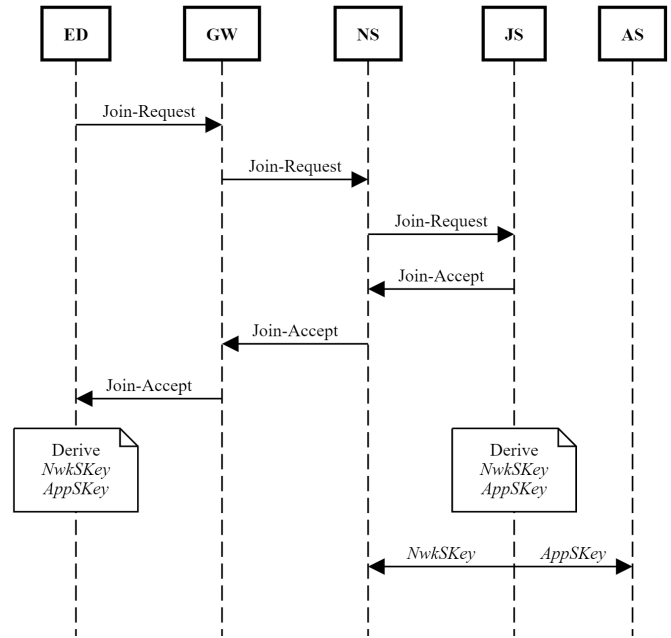 ED
GW
NS
JS
AS
Join-Request
Join-Request
Join-Request
Join-Accept
Join-Accept
Join-Accept
Derive
NwkSKey
AppSKey
Derive
NwkSKey
AppSKey
NwkSKey
AppSKey